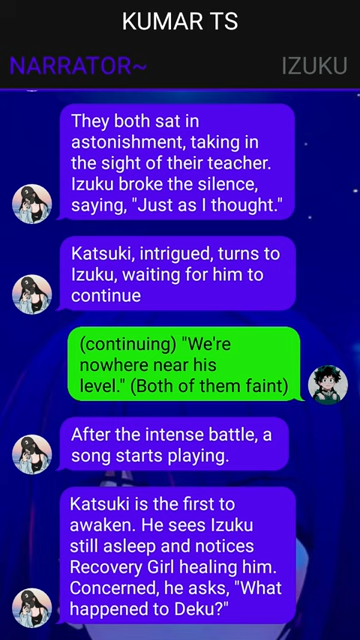 KUMAR TS
NARRATOR~ IZUKU
They both sat in
astonishment, taking in
the sight of their teacher.
Izuku broke the silence,
saying, "Just as I thought."
Katsuki, intrigued, turns to
Izuku, waiting for him to
continue
(continuing) "We're
nowhere near his
level." (Both of them faint)
After the intense battle, a
song starts playing.
Katsuki is the first to
awaken. He sees Izuku
still asleep and notices
Recovery Girl healing him.
Concerned, he asks, "What
happened to Deku?"